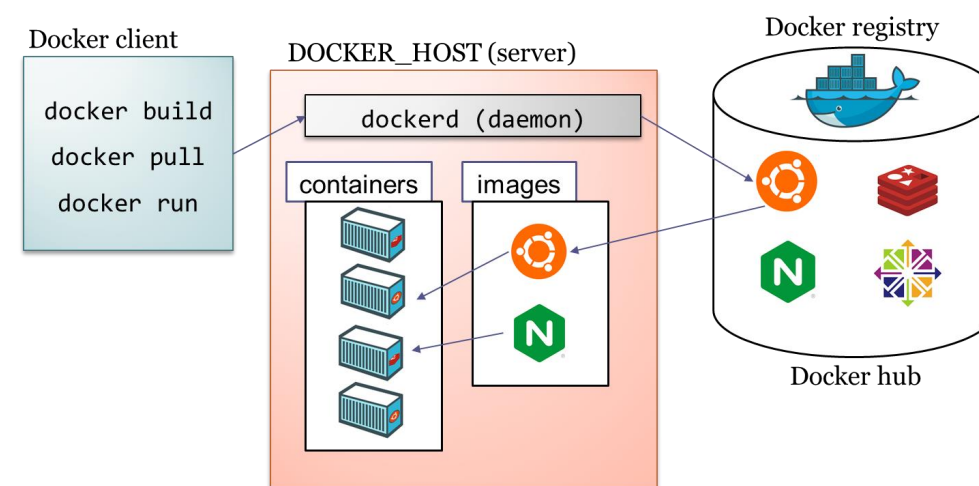 Docker client
docker build
docker pull
docker run
DOCKER_HOST (server)
dockerd (daemon)
containers
images
N
Docker registry
N
Docker hub